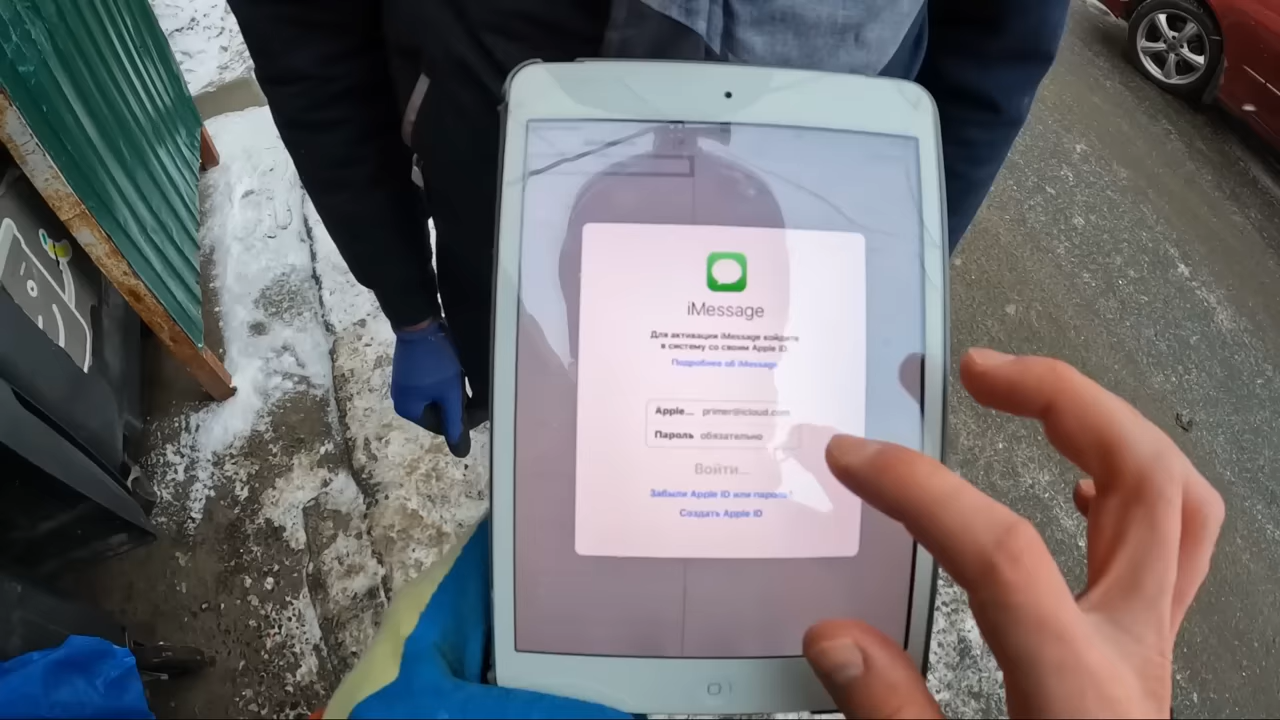 iMessage
Для активации iMessage войдите
в систему со своим Apple ID.
Подробнее об iMessage
Apple... primer@icloud.com
Пароль обязательно
Войти...
Забыли Apple ID или пароль?
Создать Apple ID